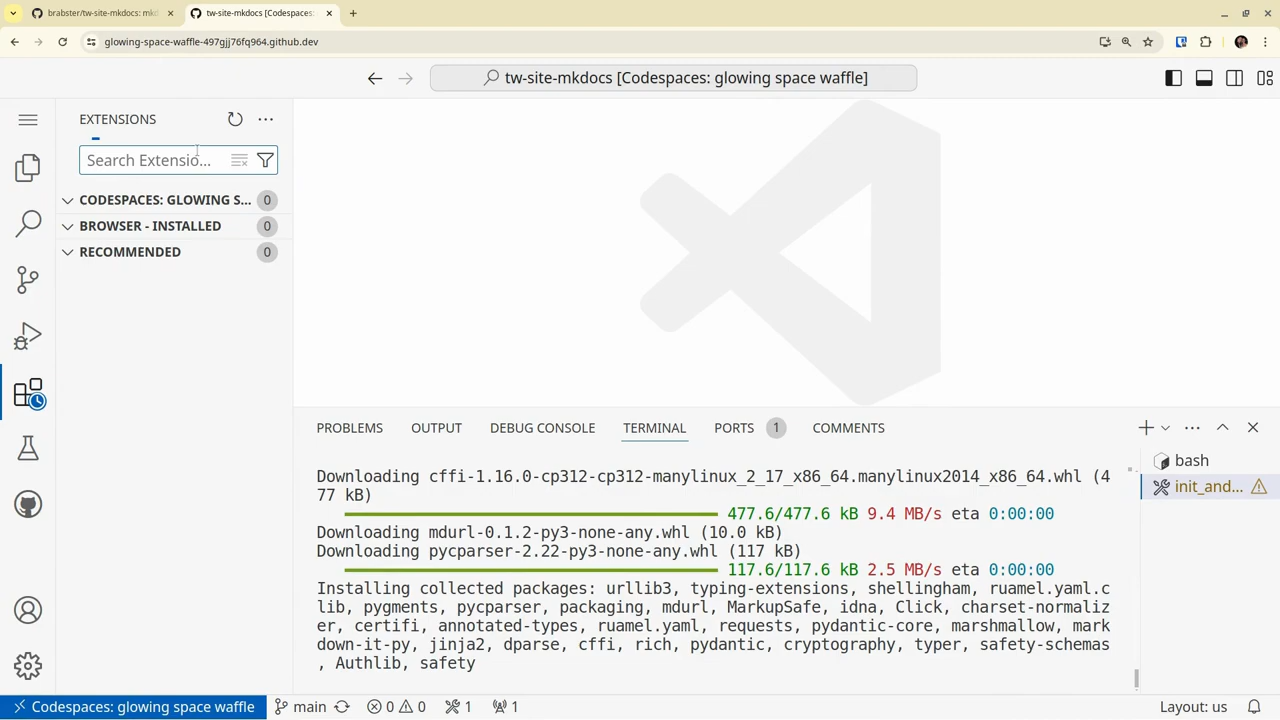 brabster/tw-site-mkdocs: mkd
tw-site-mkdocs [Codespaces:
glowing-space-waffle-497gjj76fq964.github.dev
tw-site-mkdocs [Codespaces: glowing space waffle]
EXTENSIONS
Search Extensio...
CODESPACES: GLOWING S... 0
BROWSER - INSTALLED 0
RECOMMENDED 0
PROBLEMS OUTPUT DEBUG CONSOLE TERMINAL PORTS 1 COMMENTS
Downloading cffi-1.16.0-cp312-cp312-manylinux_2_17_x86_64.manylinux2014_x86_64.whl (4
77 kB)
477.6/477.6 kB 9.4 MB/s eta 0:00:00
Downloading mdurl-0.1.2-py3-none-any.whl (10.0 kB)
Downloading pycparser-2.22-py3-none-any.whl (117 kB)
117.6/117.6 kB 2.5 MB/s eta 0:00:00
Installing collected packages: urllib3, typing-extensions, shellingham, ruamel.yaml.c
lib, pygments, pycparser, packaging, mdurl, MarkupSafe, idna, Click, charset-normaliz
er, certifi, annotated-types, ruamel.yaml, requests, pydantic-core, marshmallow, mark
down-it-py, jinja2, dparse, cffi, rich, pydantic, cryptography, typer, safety-schemas
, Authlib, safety
bash
init_and...
Codespaces: glowing space waffle main 0 0 1 1 Layout: us